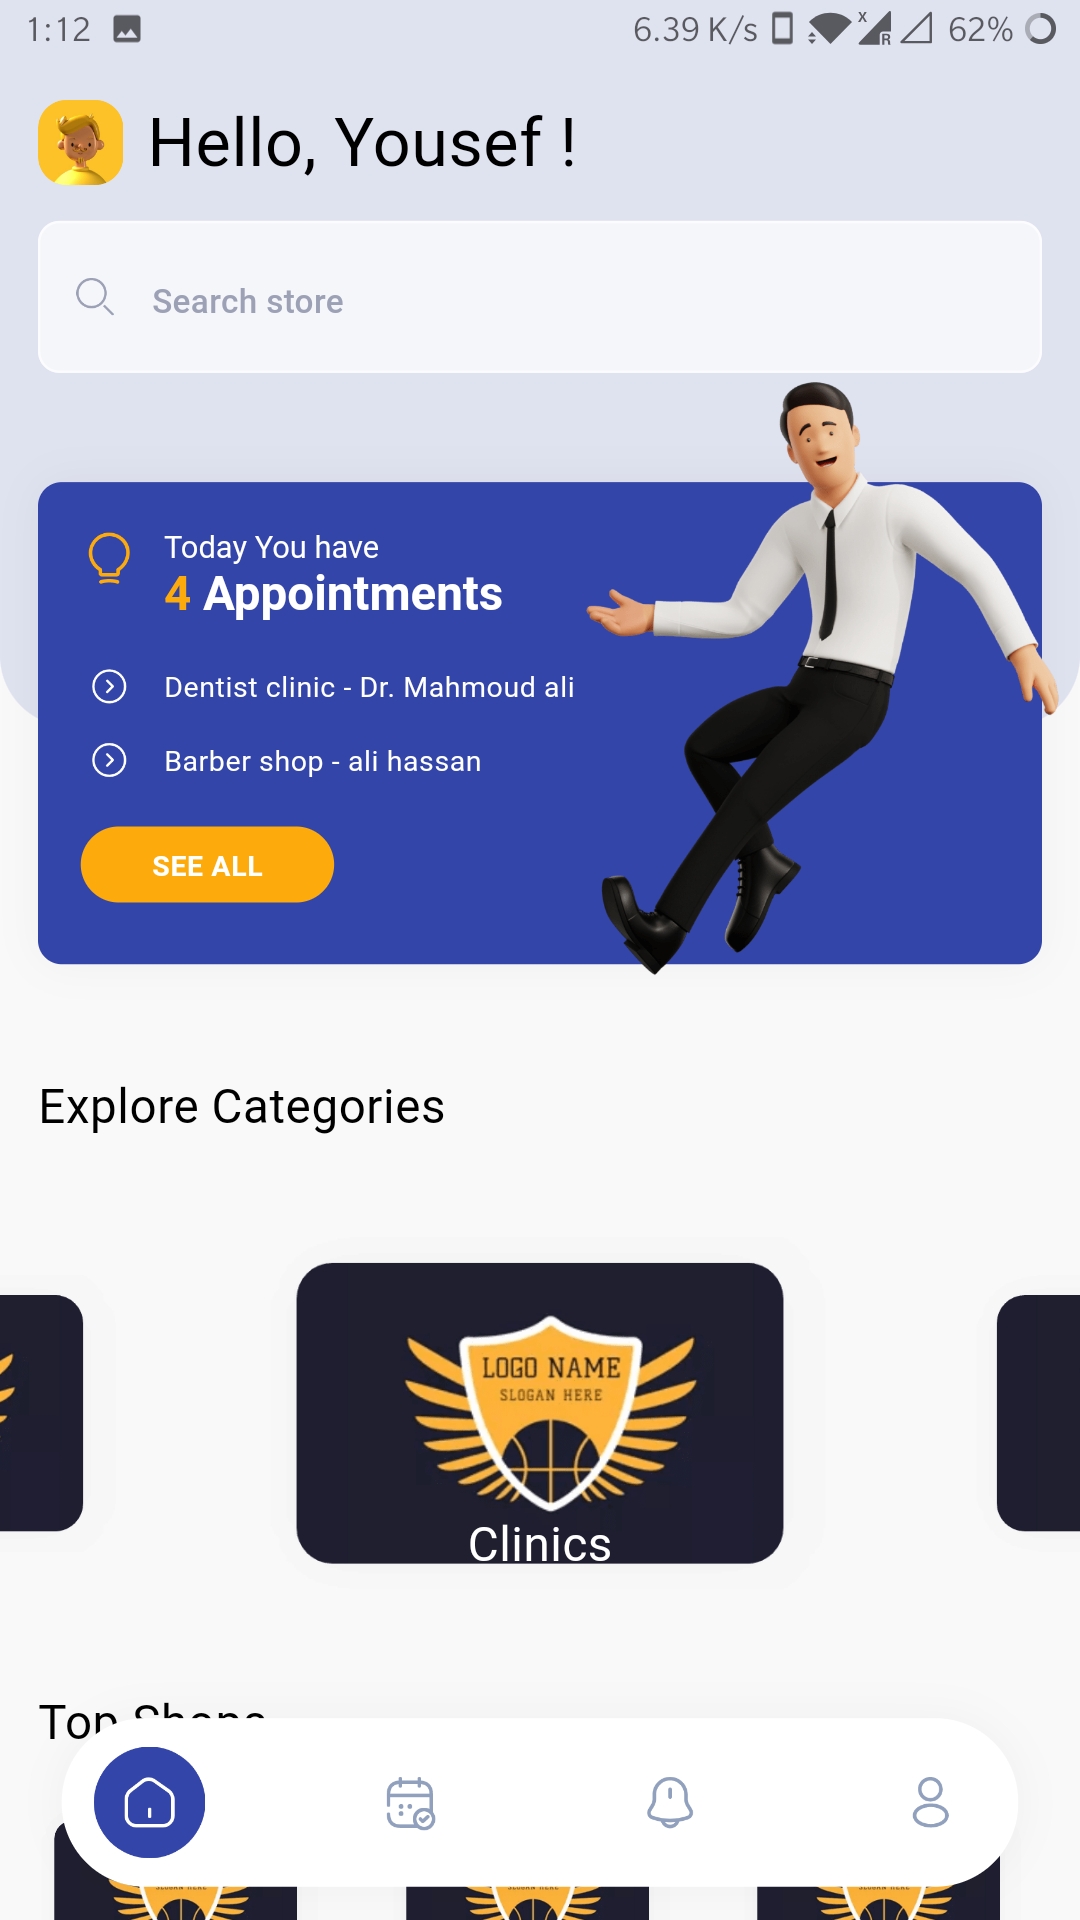 1:12 6.39 K/s X R 62%
Hello, Yousef !
Search store
Today You have
4 Appointments
Dentist clinic - Dr. Mahmoud ali
Barber shop - ali hassan
SEE ALL
Explore Categories
LOGO NAME
SLOGAN HERE
Clinics
Top Shops